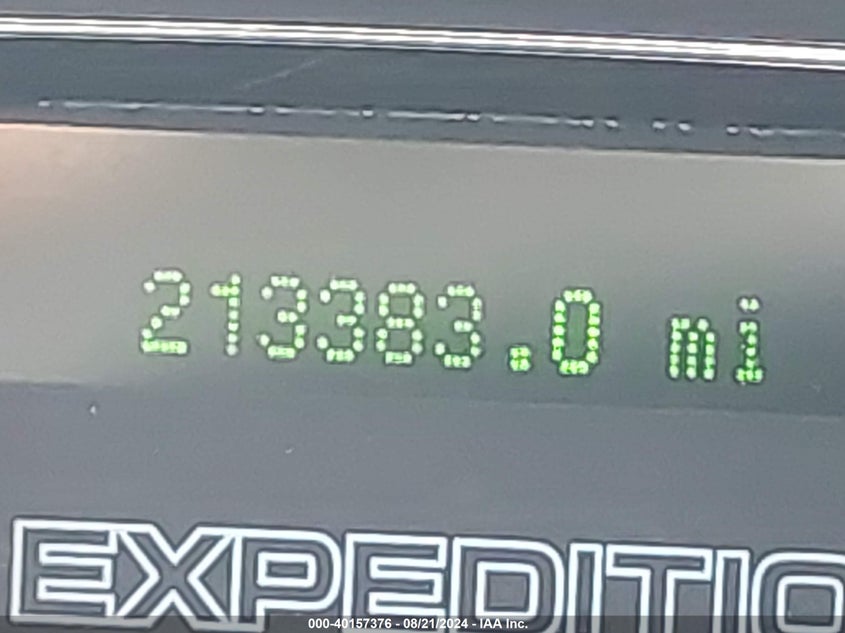 213383.0 mi
EXPEDITIO
000-40157376 - 08/21/2024 - IAA Inc.